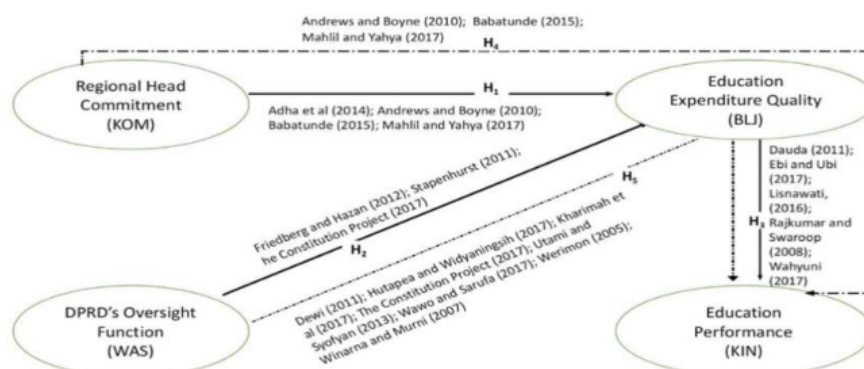 Andrews and Boyne (2010); Babatunde (2015);
Mahlil and Yahya (2017)
H4
Regional Head
Commitment
(KOM)
H1
Adha et al (2014); Andrews and Boyne (2010);
Babatunde (2015); Mahlil and Yahya (2017)
Education
Expenditure Quality
(BLJ)
Friedberg and Hazan (2012); Stapenhurst (2011);
he Constitution Project (2017)
H2
H5
Dewi (2011); Hutapea and Widyaningsih (2017); Kharimah et
al (2017); The Constitution Project (2017); Utami and
Syofyan (2013); Wawo and Sarufa (2017); Werimon (2005);
Winarna and Murni (2007)
Dauda (2011);
Ebi and Ubi
(2017);
Lisnawati,
(2016);
H3
Rajkumar and
Swaroop
(2008);
Wahyuni
(2017)
DPRD's Oversight
Function
(WAS)
Education
Performance
(KIN)